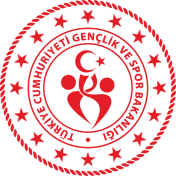 TÜRKİYE CUMHURİYETİ GENÇLİK VE SPOR BAKANLIĞI